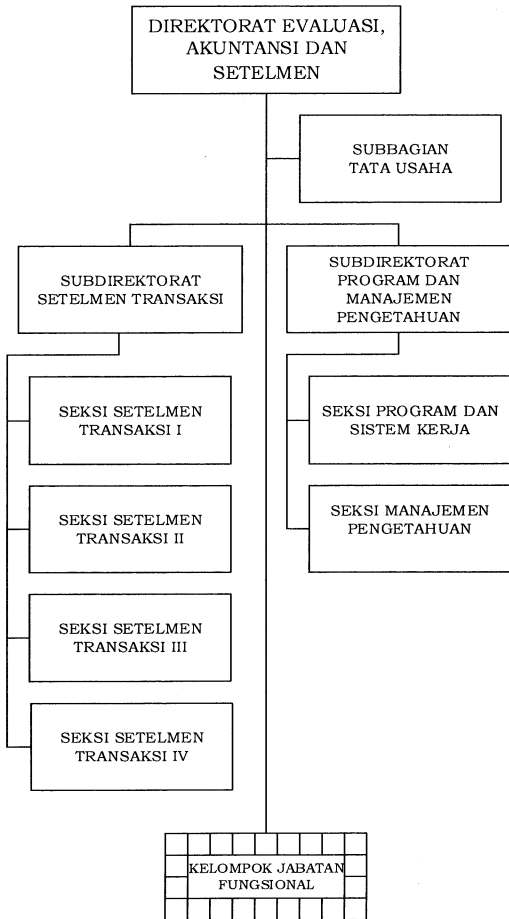 DIREKTORAT EVALUASI,
AKUNTANSI DAN
SETELMEN
SUBBAGIAN
TATA USAHA
SUBDIREKTORAT
SETELMEN TRANSAKSI
SUBDIREKTORAT
PROGRAM DAN
MANAJEMEN
PENGETAHUAN
SEKSI SETELMEN
TRANSAKSI I
SEKSI SETELMEN
TRANSAKSI II
SEKSI SETELMEN
TRANSAKSI III
SEKSI SETELMEN
TRANSAKSI IV
SEKSI PROGRAM DAN
SISTEM KERJA
SEKSI MANAJEMEN
PENGETAHUAN
KELOMPOK JABATAN
FUNGSIONAL